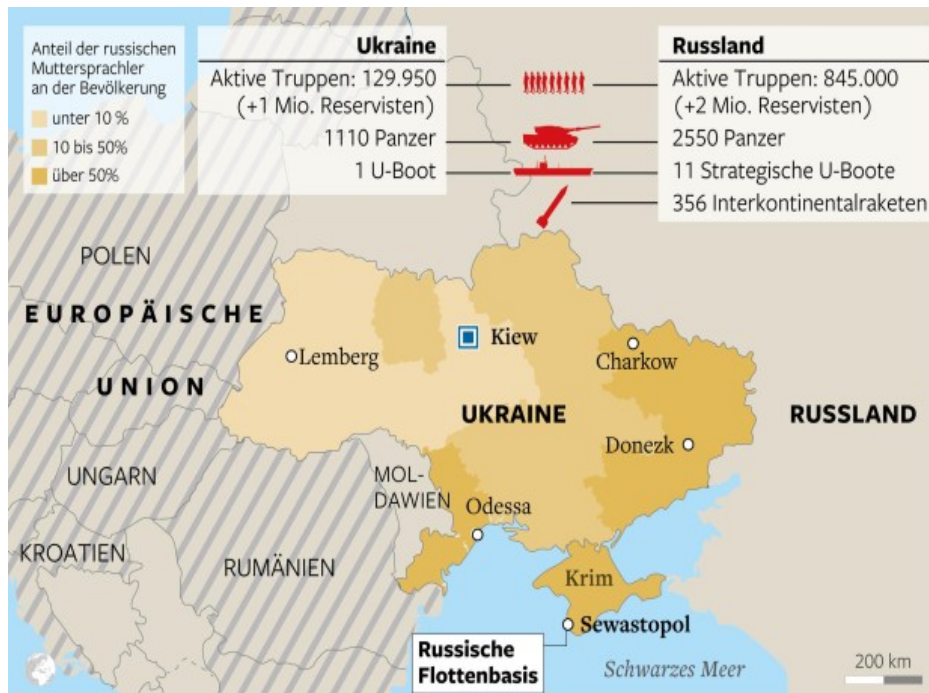 Anteil der russischen
Muttersprachler
an der Bevölkerung
unter 10 %
10 bis 50%
über 50%
Ukraine
Aktive Truppen: 129.950
(+1 Mio. Reservisten)
1110 Panzer
1 U-Boot
Russland
Aktive Truppen: 845.000
(+2 Mio. Reservisten)
2550 Panzer
11 Strategische U-Boote
356 Interkontinentalraketen
POLEN
EUROPÄISCHE
UNION
Lemberg
Kiew
Charkow
UKRAINE
RUSSLAND
Donezk
UNGARN
MOL-
DAWIEN
Odessa
KROATIEN
RUMÄNIEN
Krim
Sewastopol
Russische
Flottenbasis
Schwarzes Meer
200 km